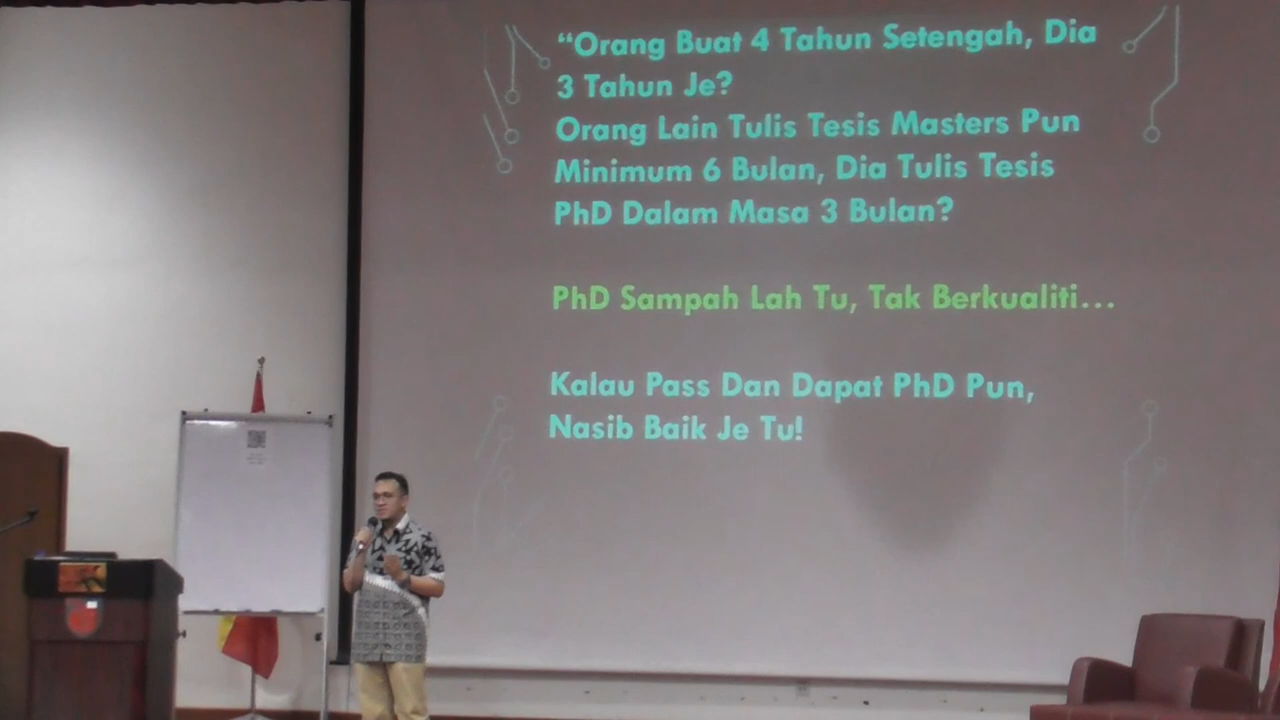 “Orang Buat 4 Tahun Setengah, Dia
3 Tahun Je?
Orang Lain Tulis Tesis Masters Pun
Minimum 6 Bulan, Dia Tulis Tesis
PhD Dalam Masa 3 Bulan?
PhD Sampah Lah Tu, Tak Berkualiti...
Kalau Pass Dan Dapat PhD Pun,
Nasib Baik Je Tu!